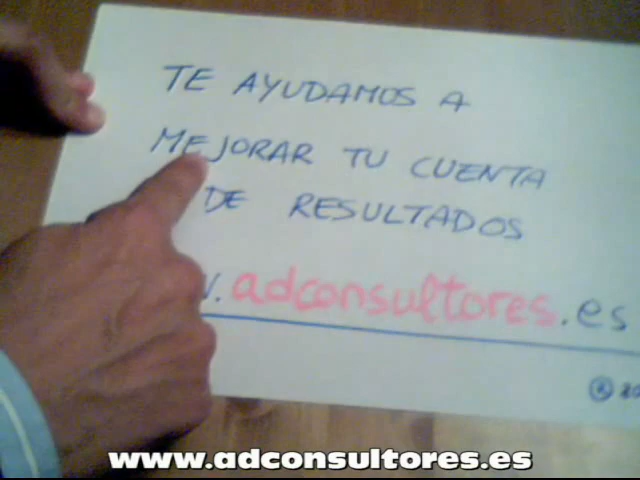 TE AYUDAMOS A
MEJORAR TU CUENTA
DE RESULTADOS
.adconsultores.es
www.adconsultores.es